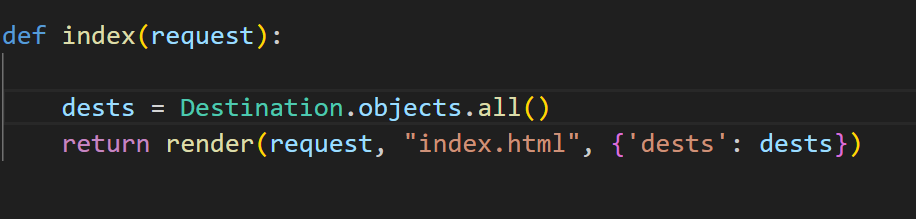 def index(request):
dests = Destination.objects.all()
return render(request, "index.html", {'dests': dests})